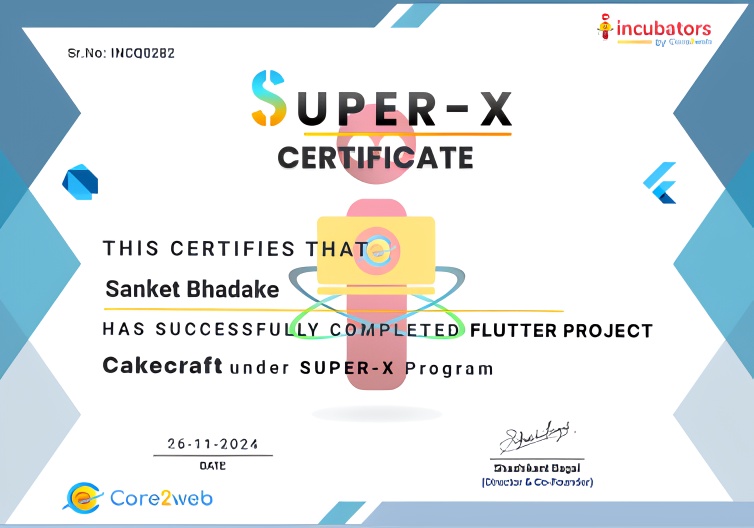 Sr.No: INC00282
incubators
BY Core2web
SUPER-X
CERTIFICATE
THIS CERTIFIES THAT
Sanket Bhadake
HAS SUCCESSFULLY COMPLETED FLUTTER PROJECT
Cakecraft under SUPER-X Program
26-11-2024
DATE
Shashikant Bagal
(Director & Co-Founder)
Core2web